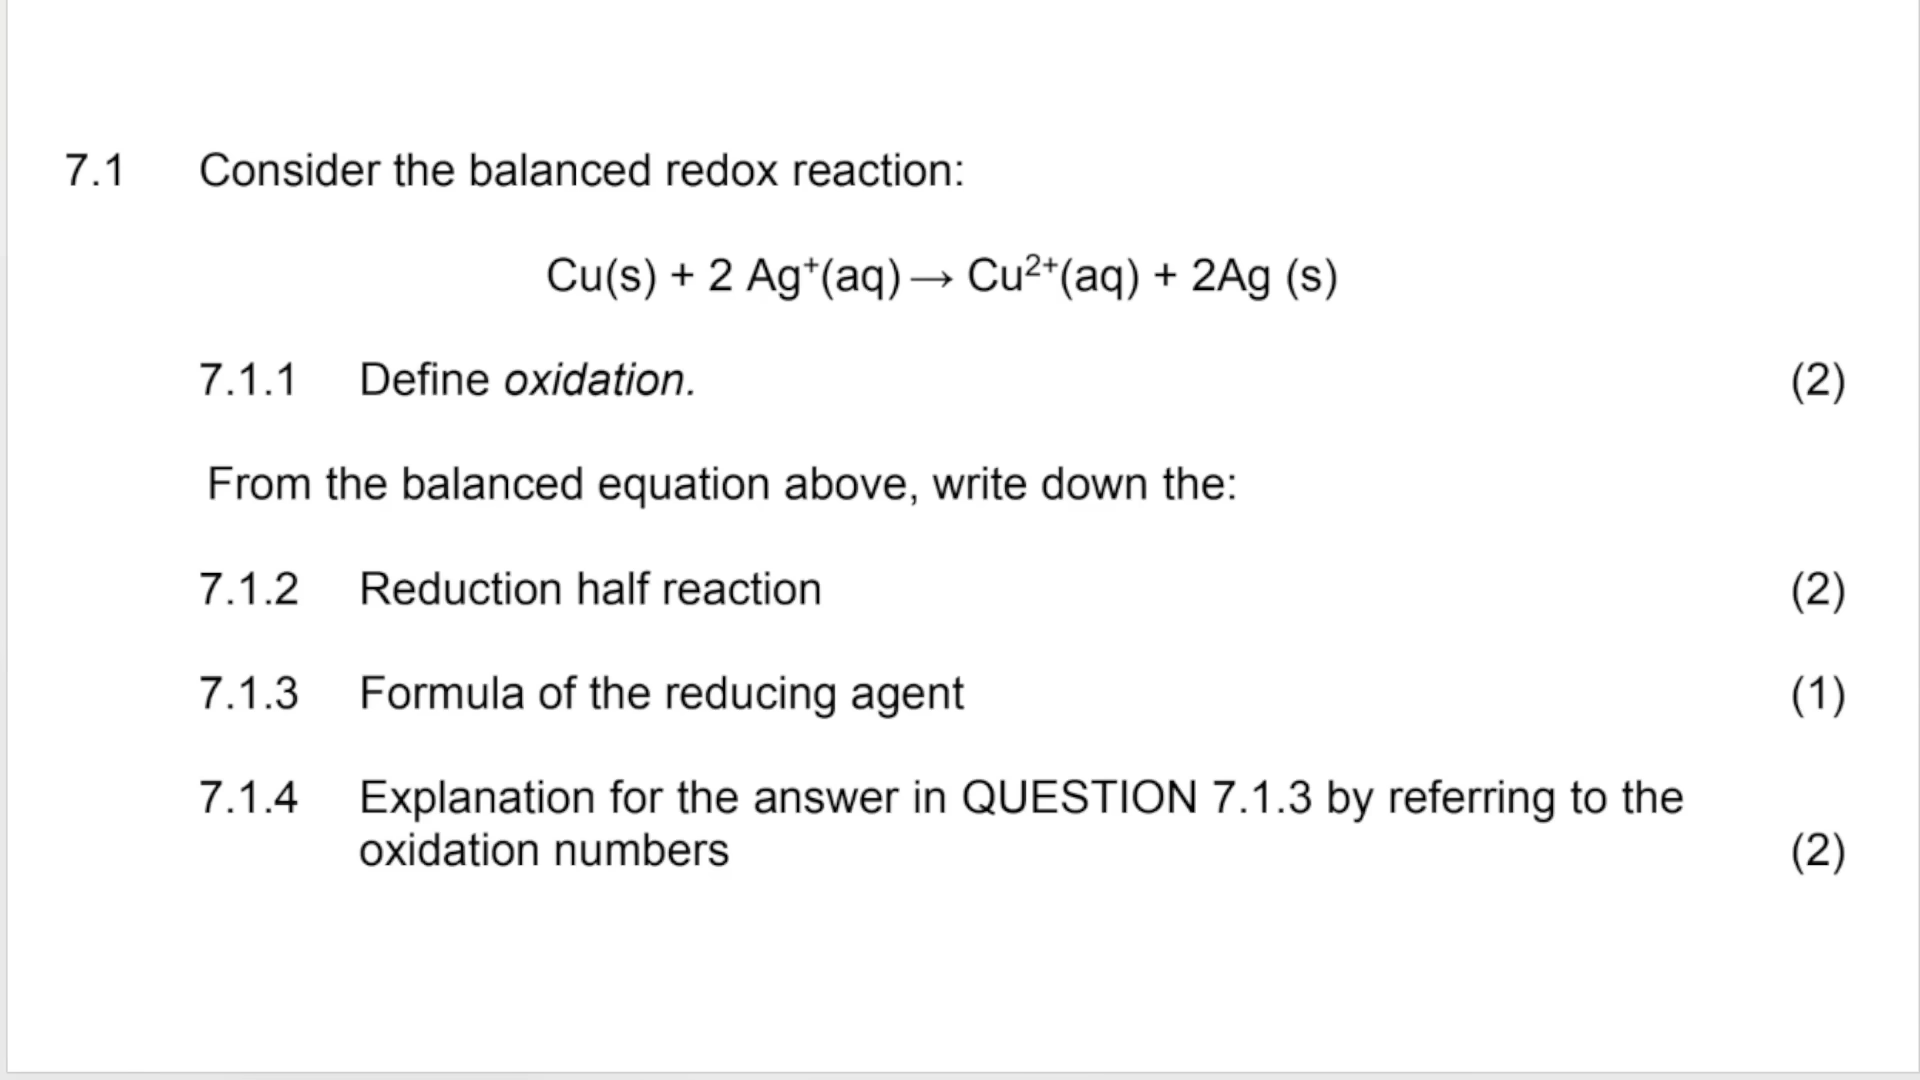 7.1 Consider the balanced redox reaction:
Cu(s) + 2 Ag⁺(aq) → Cu²⁺(aq) + 2Ag (s)
7.1.1 Define oxidation. (2)
From the balanced equation above, write down the:
7.1.2 Reduction half reaction (2)
7.1.3 Formula of the reducing agent (1)
7.1.4 Explanation for the answer in QUESTION 7.1.3 by referring to the
oxidation numbers (2)